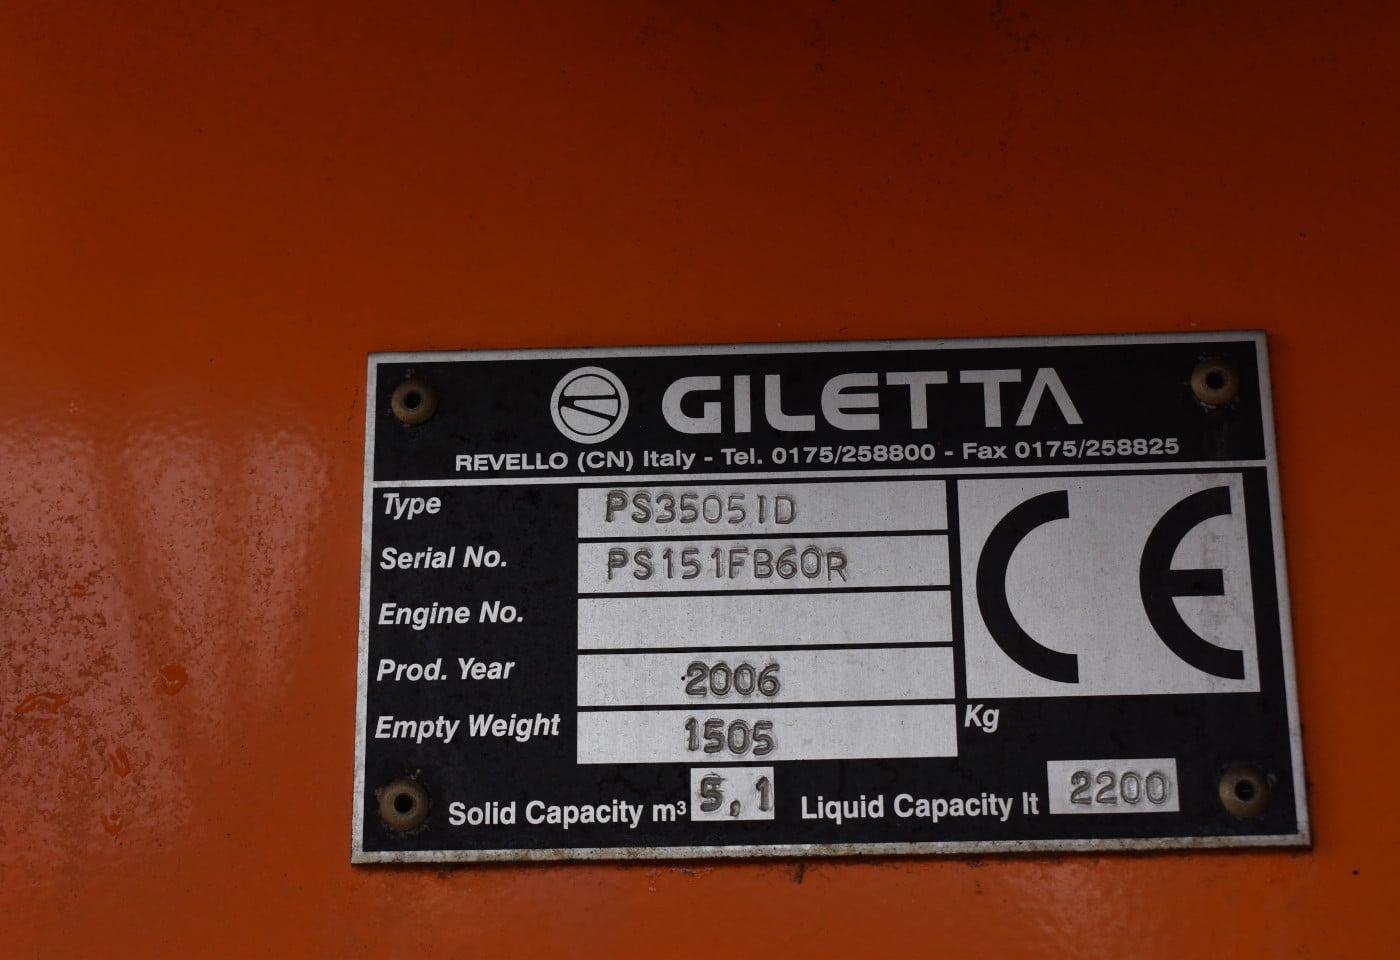 GILETTA
REVELLO (CN) Italy - Tel. 0175/258800 - Fax 0175/258825
Type PS35051D
Serial No. PS151FB60R
Engine No.
Prod. Year 2006
Empty Weight 1505 Kg
Solid Capacity m³ 5,1 Liquid Capacity lt 2200
CE